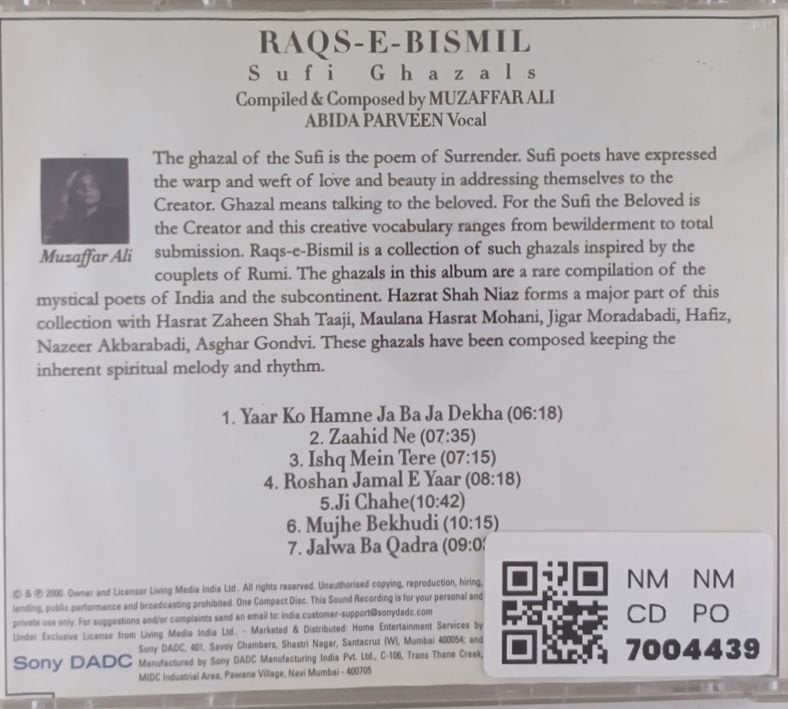 RAQS-E-BISMIL
Sufi Ghazals
Compiled & Composed by MUZAFFAR ALI
ABIDA PARVEEN Vocal
The ghazal of the Sufi is the poem of Surrender. Sufi poets have expressed
the warp and weft of love and beauty in addressing themselves to the
Creator. Ghazal means talking to the beloved. For the Sufi the Beloved is
the Creator and this creative vocabulary ranges from bewilderment to total
submission. Raqs-e-Bismil is a collection of such ghazals inspired by the
couplets of Rumi. The ghazals in this album are a rare compilation of the
Muzaffar Ali
mystical poets of India and the subcontinent. Hazrat Shah Niaz forms a major part of this
collection with Hasrat Zaheen Shah Taaji, Maulana Hasrat Mohani, Jigar Moradabadi, Hafiz,
Nazeer Akbarabadi, Asghar Gondvi. These ghazals have been composed keeping the
inherent spiritual melody and rhythm.
1. Yaar Ko Hamne Ja Ba Ja Dekha (06:18)
2. Zaahid Ne (07:35)
3. Ishq Mein Tere (07:15)
4. Roshan Jamal E Yaar (08:18)
5.Ji Chahe(10:42)
6. Mujhe Bekhudi (10:15)
7. Jalwa Ba Qadra
© & ℗ 2000. Owner and Licensor Living Media India Ltd. All rights reserved. Unauthorised copying, reproduction, hiring,
lending, public performance and broadcasting prohibited. One Compact Disc. This Sound Recording is for your personal and
private use only. For suggestions and/or complaints send an email to: india.customer-support@sonydadc.com
Under Exclusive License from Living Media India Ltd. - Marketed & Distributed: Home Entertainment Services by
Sony DADC, 401, Savoy Chambers, Shastri Nagar, Santacruz (W), Mumbai 400054; and
Manufactured by Sony DADC Manufacturing India Pvt. Ltd., C-106, Trans Thane Creek,
MIDC Industrial Area, Pawane Village, Navi Mumbai - 400705
Sony DADC
NM NM
CD PO
7004439